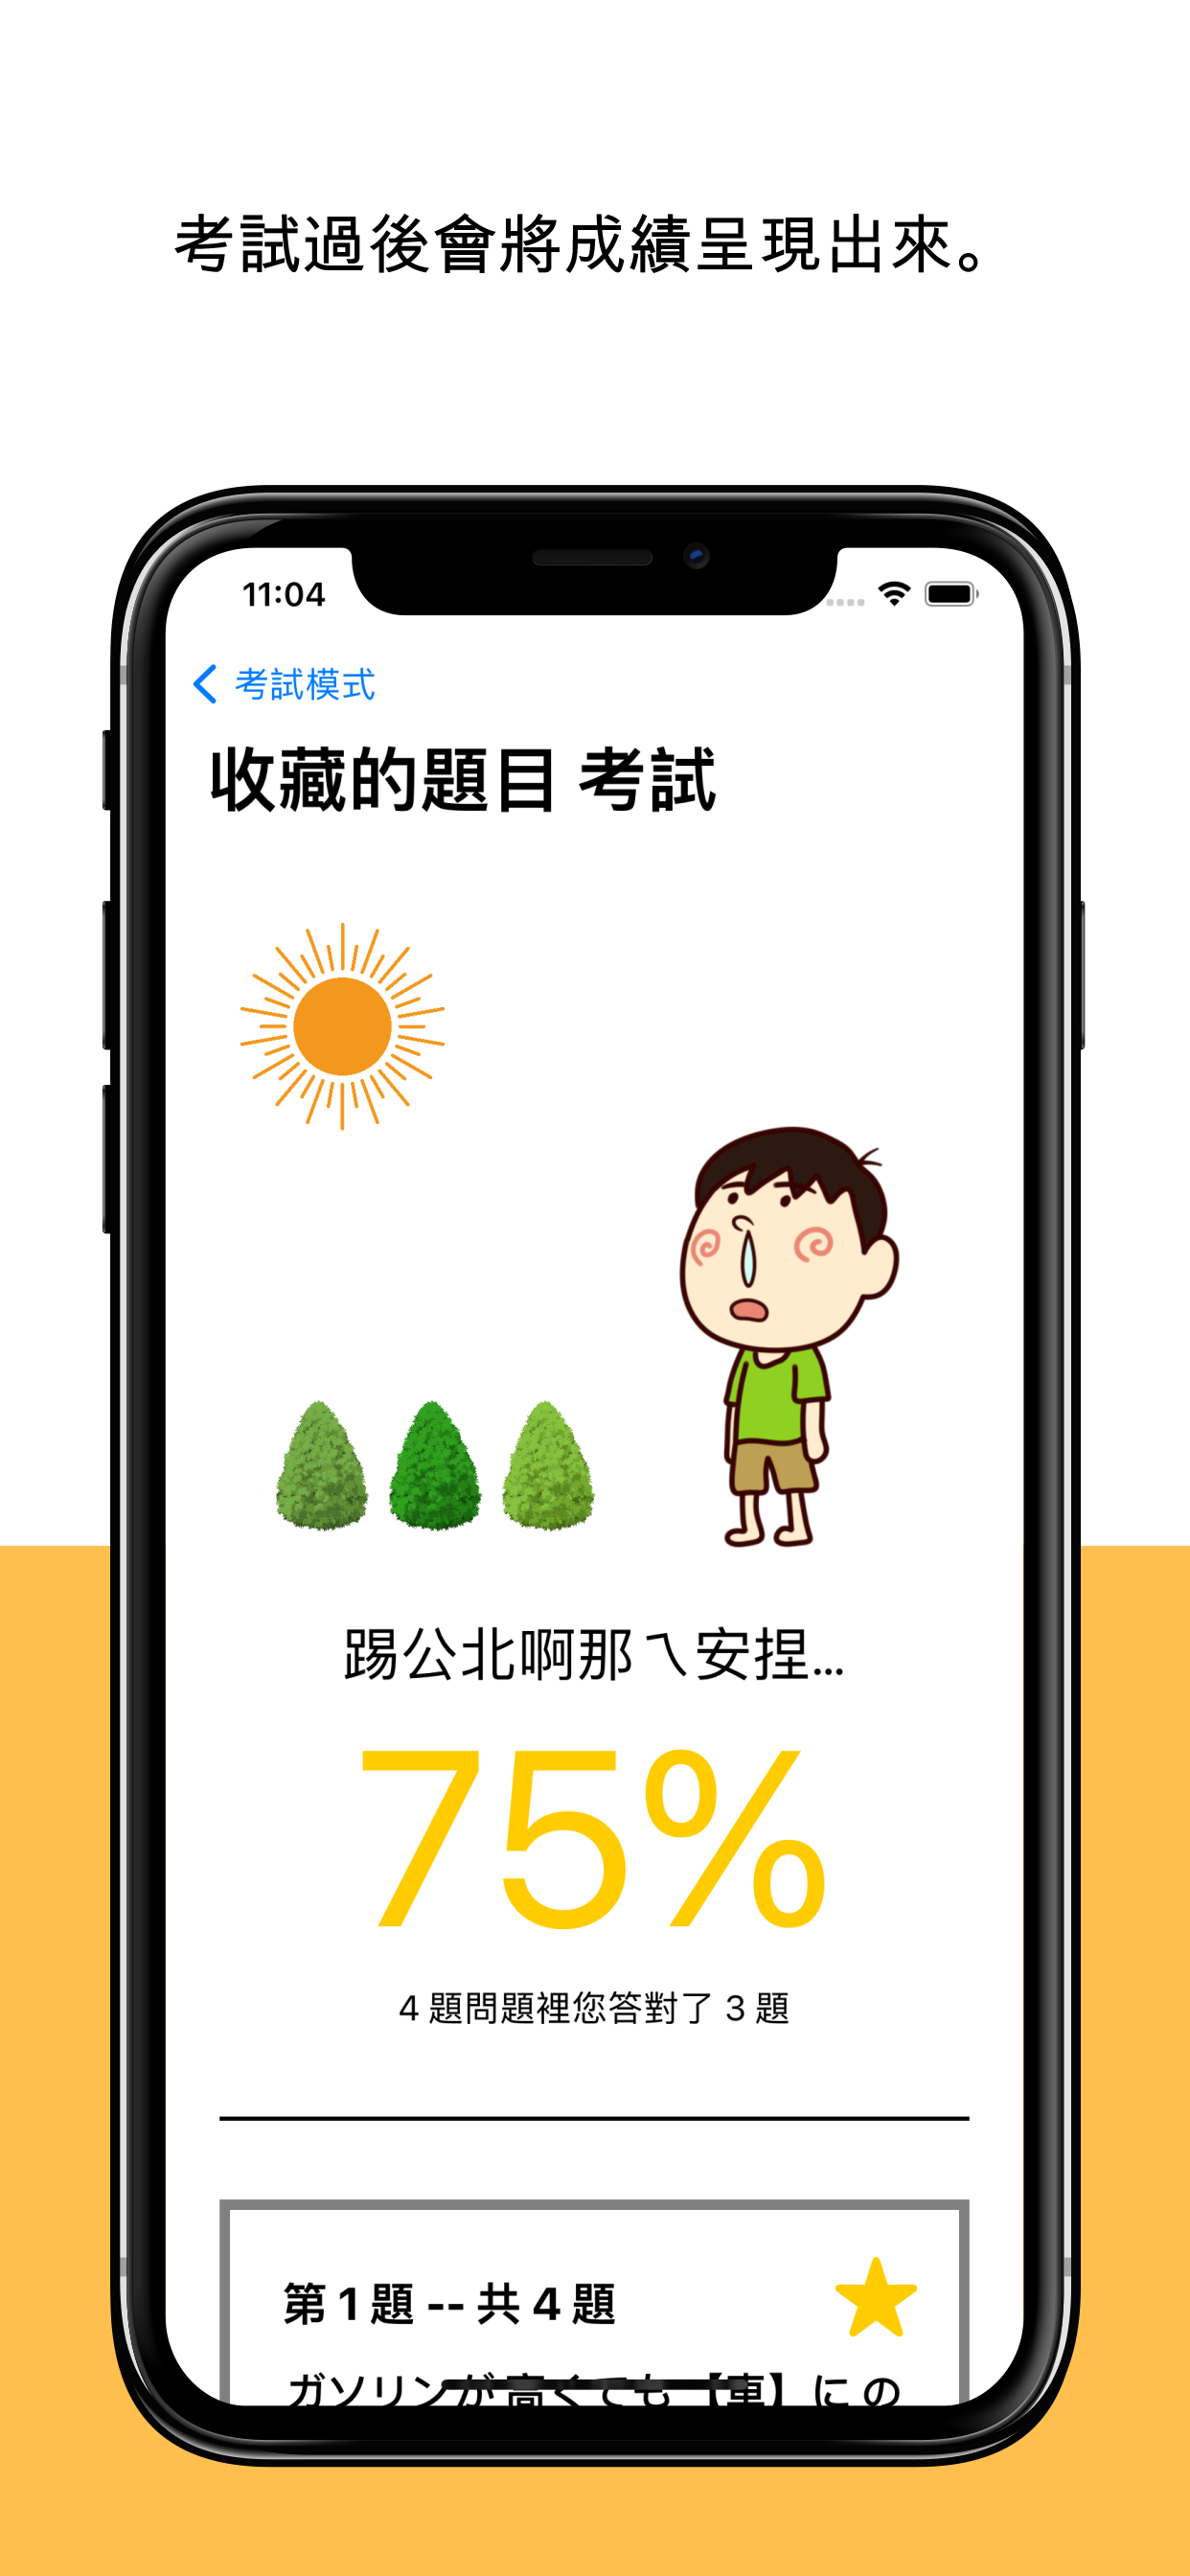 考試過後會將成績呈現出來。
11:04
考試模式
收藏的題目 考試
踢公北啊那ㄟ安捏...
75%
4 題問題裡您答對了 3 題
第 1 題 -- 共 4 題
ガソリンが 高くても 【車】に の